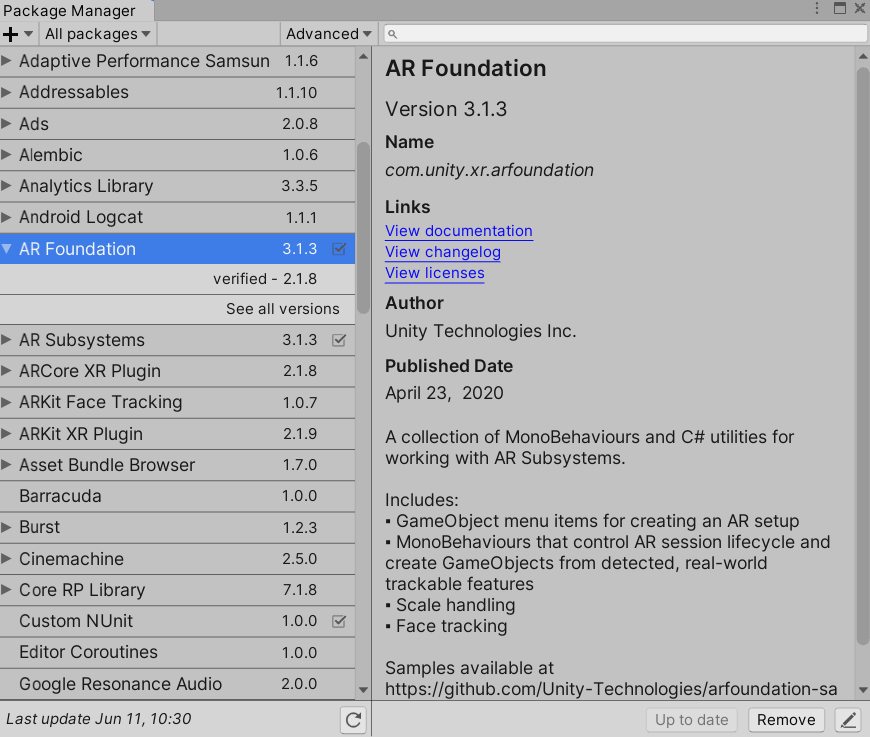 Package Manager
All packages Advanced
Adaptive Performance Samsun 1.1.6
Addressables 1.1.10
Ads 2.0.8
Alembic 1.0.6
Analytics Library 3.3.5
Android Logcat 1.1.1
AR Foundation 3.1.3
verified - 2.1.8
See all versions
AR Subsystems 3.1.3
ARCore XR Plugin 2.1.8
ARKit Face Tracking 1.0.7
ARKit XR Plugin 2.1.9
Asset Bundle Browser 1.7.0
Barracuda 1.0.0
Burst 1.2.3
Cinemachine 2.5.0
Core RP Library 7.1.8
Custom NUnit 1.0.0
Editor Coroutines 1.0.0
Google Resonance Audio 2.0.0
Last update Jun 11, 10:30
AR Foundation
Version 3.1.3
Name
com.unity.xr.arfoundation
Links
View documentation
View changelog
View licenses
Author
Unity Technologies Inc.
Published Date
April 23, 2020
A collection of MonoBehaviours and C# utilities for
working with AR Subsystems.
Includes:
▪ GameObject menu items for creating an AR setup
▪ MonoBehaviours that control AR session lifecycle and
create GameObjects from detected, real-world
trackable features
▪ Scale handling
▪ Face tracking
Samples available at
https://github.com/Unity-Technologies/arfoundation-sa
Up to date Remove